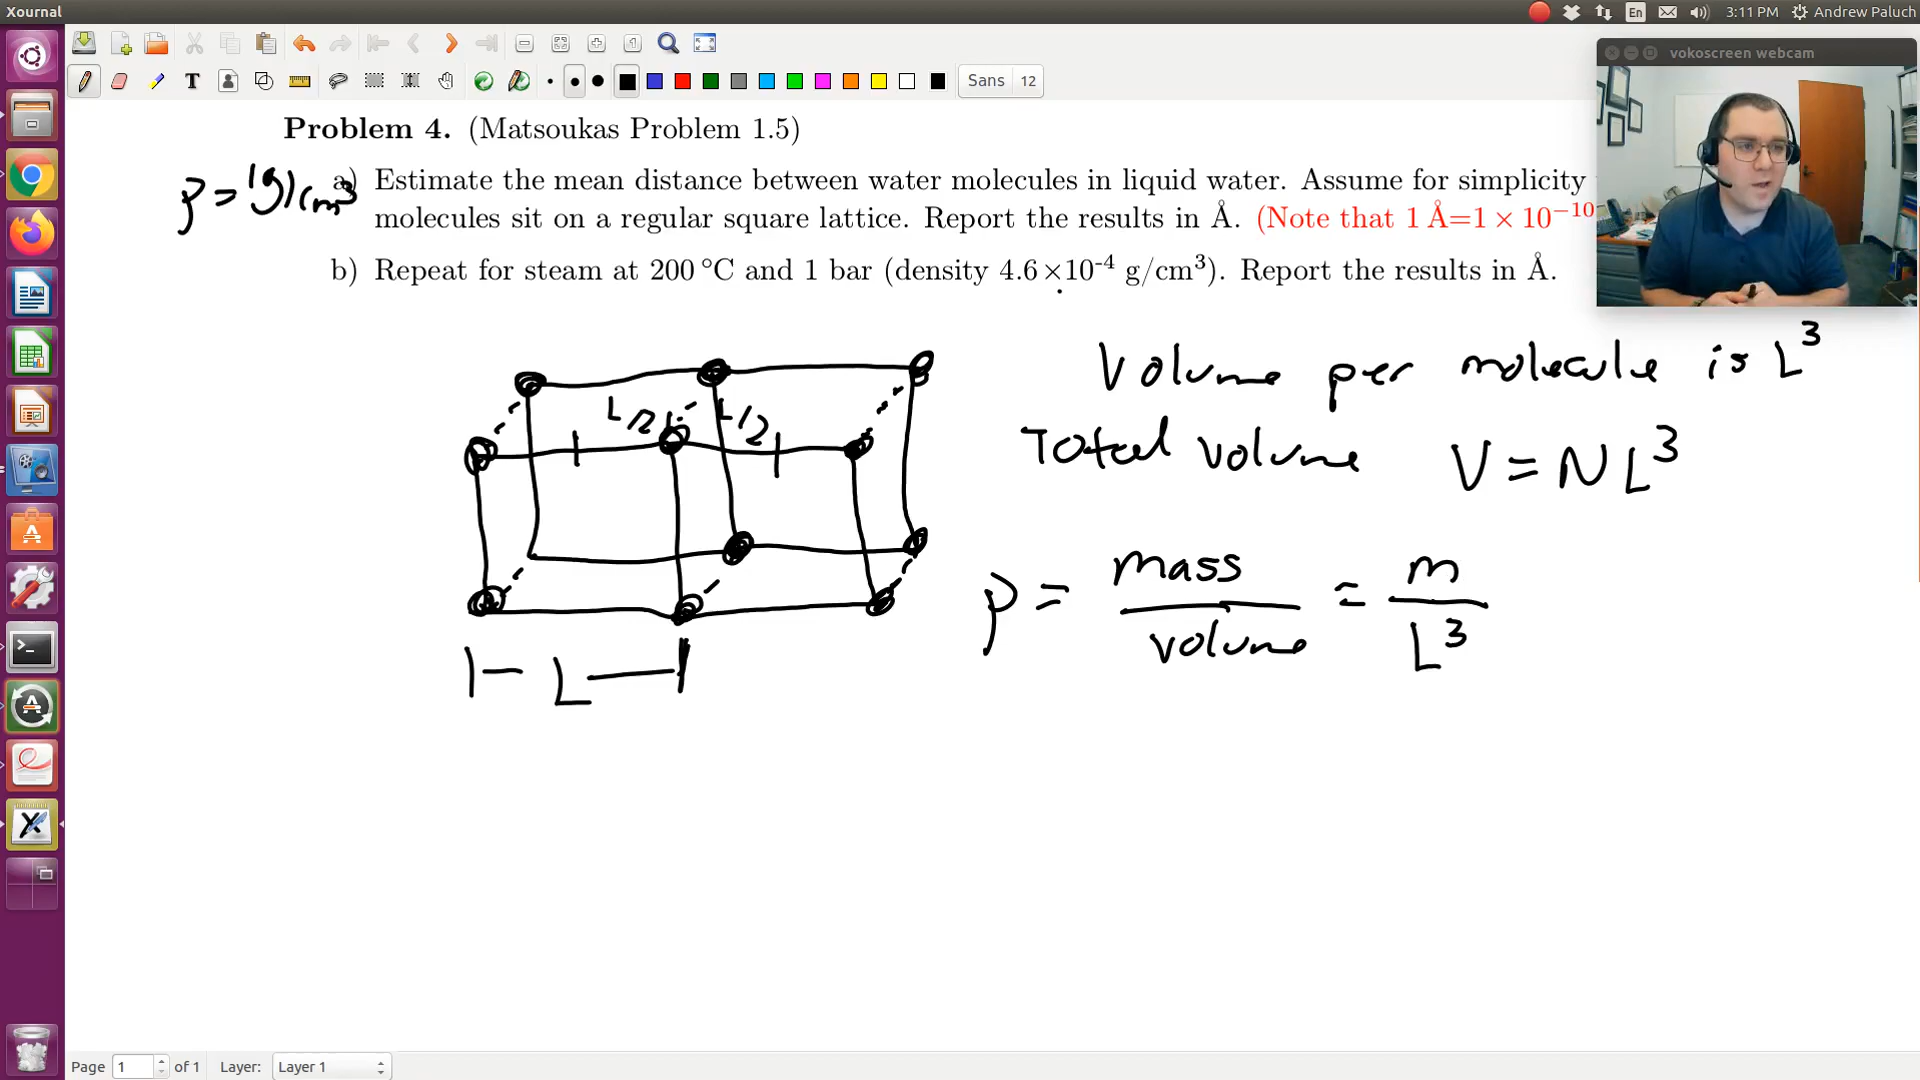 Xournal
En
3:11 PM
Andrew Paluch
vokoscreen webcam
T
Sans 12
Problem 4. (Matsoukas Problem 1.5)
ρ = 1g/cm³
a) Estimate the mean distance between water molecules in liquid water. Assume for simplicity
molecules sit on a regular square lattice. Report the results in Å. (Note that 1 Å=1 × 10⁻¹⁰
b) Repeat for steam at 200 °C and 1 bar (density 4.6 ×10⁻⁴ g/cm³). Report the results in Å.
Volume per molecule is L³
L/2 L/2
Total volume V = NL³
ρ = mass/volume = m/L³
L
Page 1 of 1 Layer: Layer 1